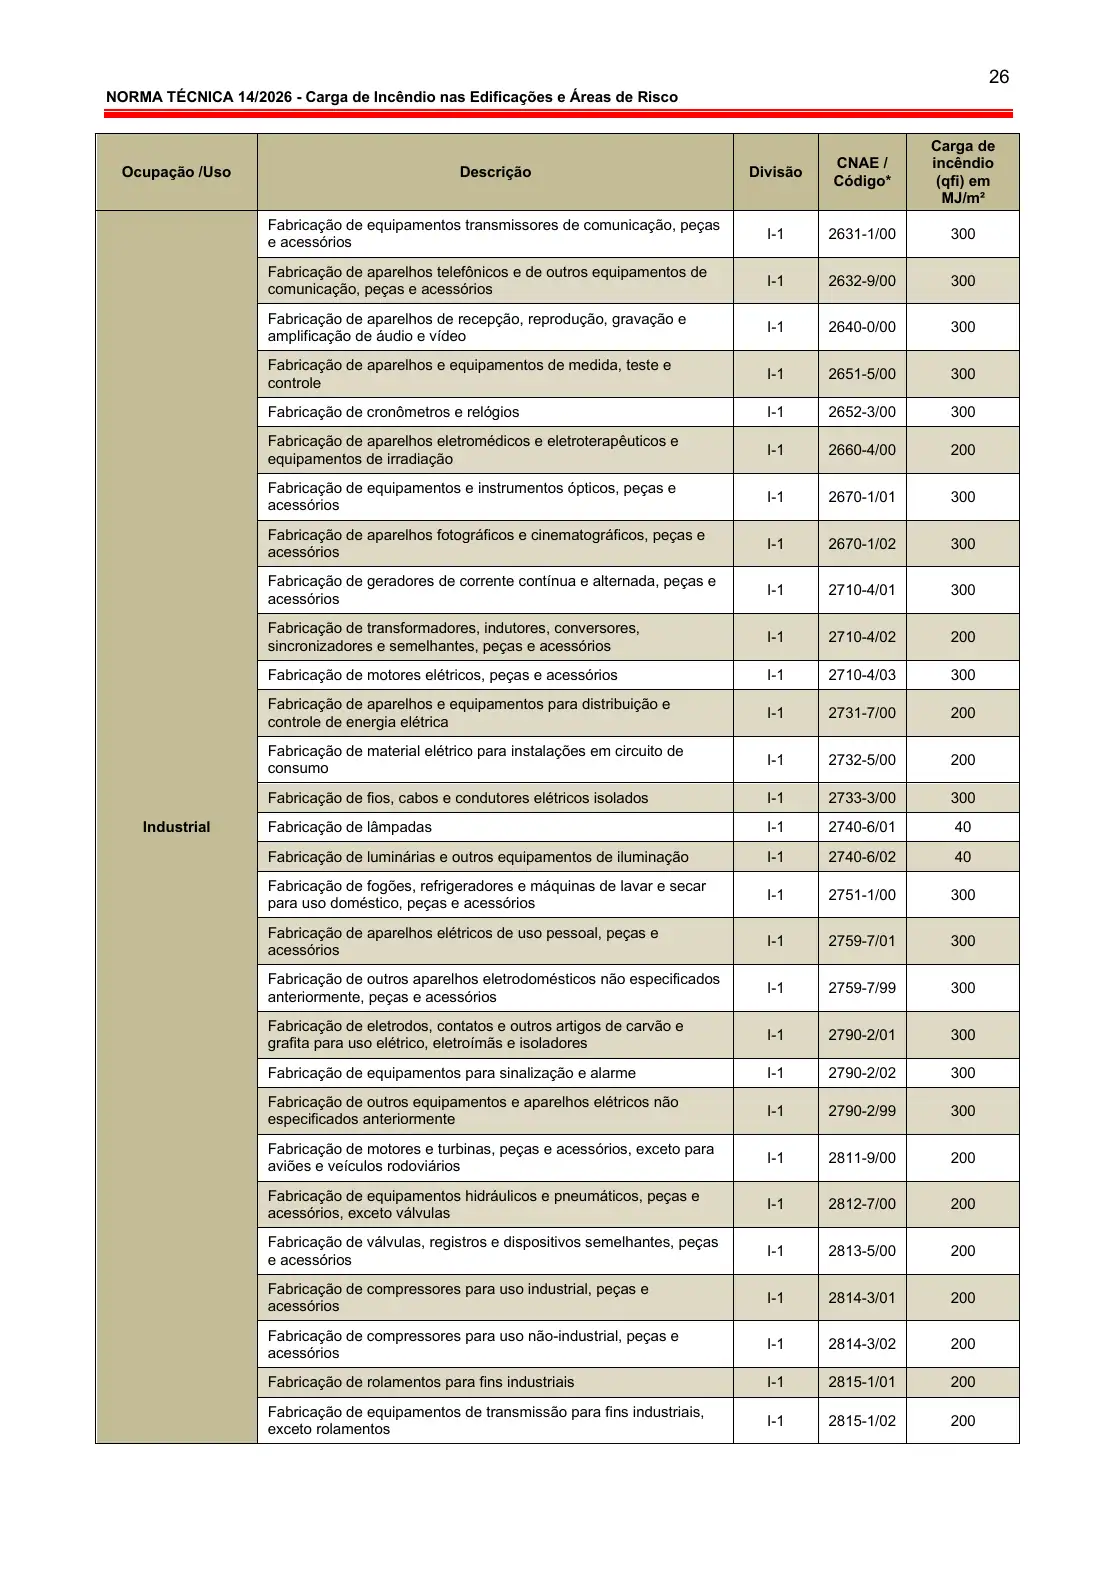 26
NORMA TÉCNICA 14/2026 - Carga de Incêndio nas Edificações e Áreas de Risco
Ocupação /Uso
Descrição
Divisão
CNAE /
Código*
Carga de
incêndio
(qfi) em
MJ/m²
Industrial
Fabricação de equipamentos transmissores de comunicação, peças
e acessórios
I-1
2631-1/00
300
Fabricação de aparelhos telefônicos e de outros equipamentos de
comunicação, peças e acessórios
I-1
2632-9/00
300
Fabricação de aparelhos de recepção, reprodução, gravação e
amplificação de áudio e vídeo
I-1
2640-0/00
300
Fabricação de aparelhos e equipamentos de medida, teste e
controle
I-1
2651-5/00
300
Fabricação de cronômetros e relógios
I-1
2652-3/00
300
Fabricação de aparelhos eletromédicos e eletroterapêuticos e
equipamentos de irradiação
I-1
2660-4/00
200
Fabricação de equipamentos e instrumentos ópticos, peças e
acessórios
I-1
2670-1/01
300
Fabricação de aparelhos fotográficos e cinematográficos, peças e
acessórios
I-1
2670-1/02
300
Fabricação de geradores de corrente contínua e alternada, peças e
acessórios
I-1
2710-4/01
300
Fabricação de transformadores, indutores, conversores,
sincronizadores e semelhantes, peças e acessórios
I-1
2710-4/02
200
Fabricação de motores elétricos, peças e acessórios
I-1
2710-4/03
300
Fabricação de aparelhos e equipamentos para distribuição e
controle de energia elétrica
I-1
2731-7/00
200
Fabricação de material elétrico para instalações em circuito de
consumo
I-1
2732-5/00
200
Fabricação de fios, cabos e condutores elétricos isolados
I-1
2733-3/00
300
Fabricação de lâmpadas
I-1
2740-6/01
40
Fabricação de luminárias e outros equipamentos de iluminação
I-1
2740-6/02
40
Fabricação de fogões, refrigeradores e máquinas de lavar e secar
para uso doméstico, peças e acessórios
I-1
2751-1/00
300
Fabricação de aparelhos elétricos de uso pessoal, peças e
acessórios
I-1
2759-7/01
300
Fabricação de outros aparelhos eletrodomésticos não especificados
anteriormente, peças e acessórios
I-1
2759-7/99
300
Fabricação de eletrodos, contatos e outros artigos de carvão e
grafita para uso elétrico, eletroímãs e isoladores
I-1
2790-2/01
300
Fabricação de equipamentos para sinalização e alarme
I-1
2790-2/02
300
Fabricação de outros equipamentos e aparelhos elétricos não
especificados anteriormente
I-1
2790-2/99
300
Fabricação de motores e turbinas, peças e acessórios, exceto para
aviões e veículos rodoviários
I-1
2811-9/00
200
Fabricação de equipamentos hidráulicos e pneumáticos, peças e
acessórios, exceto válvulas
I-1
2812-7/00
200
Fabricação de válvulas, registros e dispositivos semelhantes, peças
e acessórios
I-1
2813-5/00
200
Fabricação de compressores para uso industrial, peças e
acessórios
I-1
2814-3/01
200
Fabricação de compressores para uso não-industrial, peças e
acessórios
I-1
2814-3/02
200
Fabricação de rolamentos para fins industriais
I-1
2815-1/01
200
Fabricação de equipamentos de transmissão para fins industriais,
exceto rolamentos
I-1
2815-1/02
200